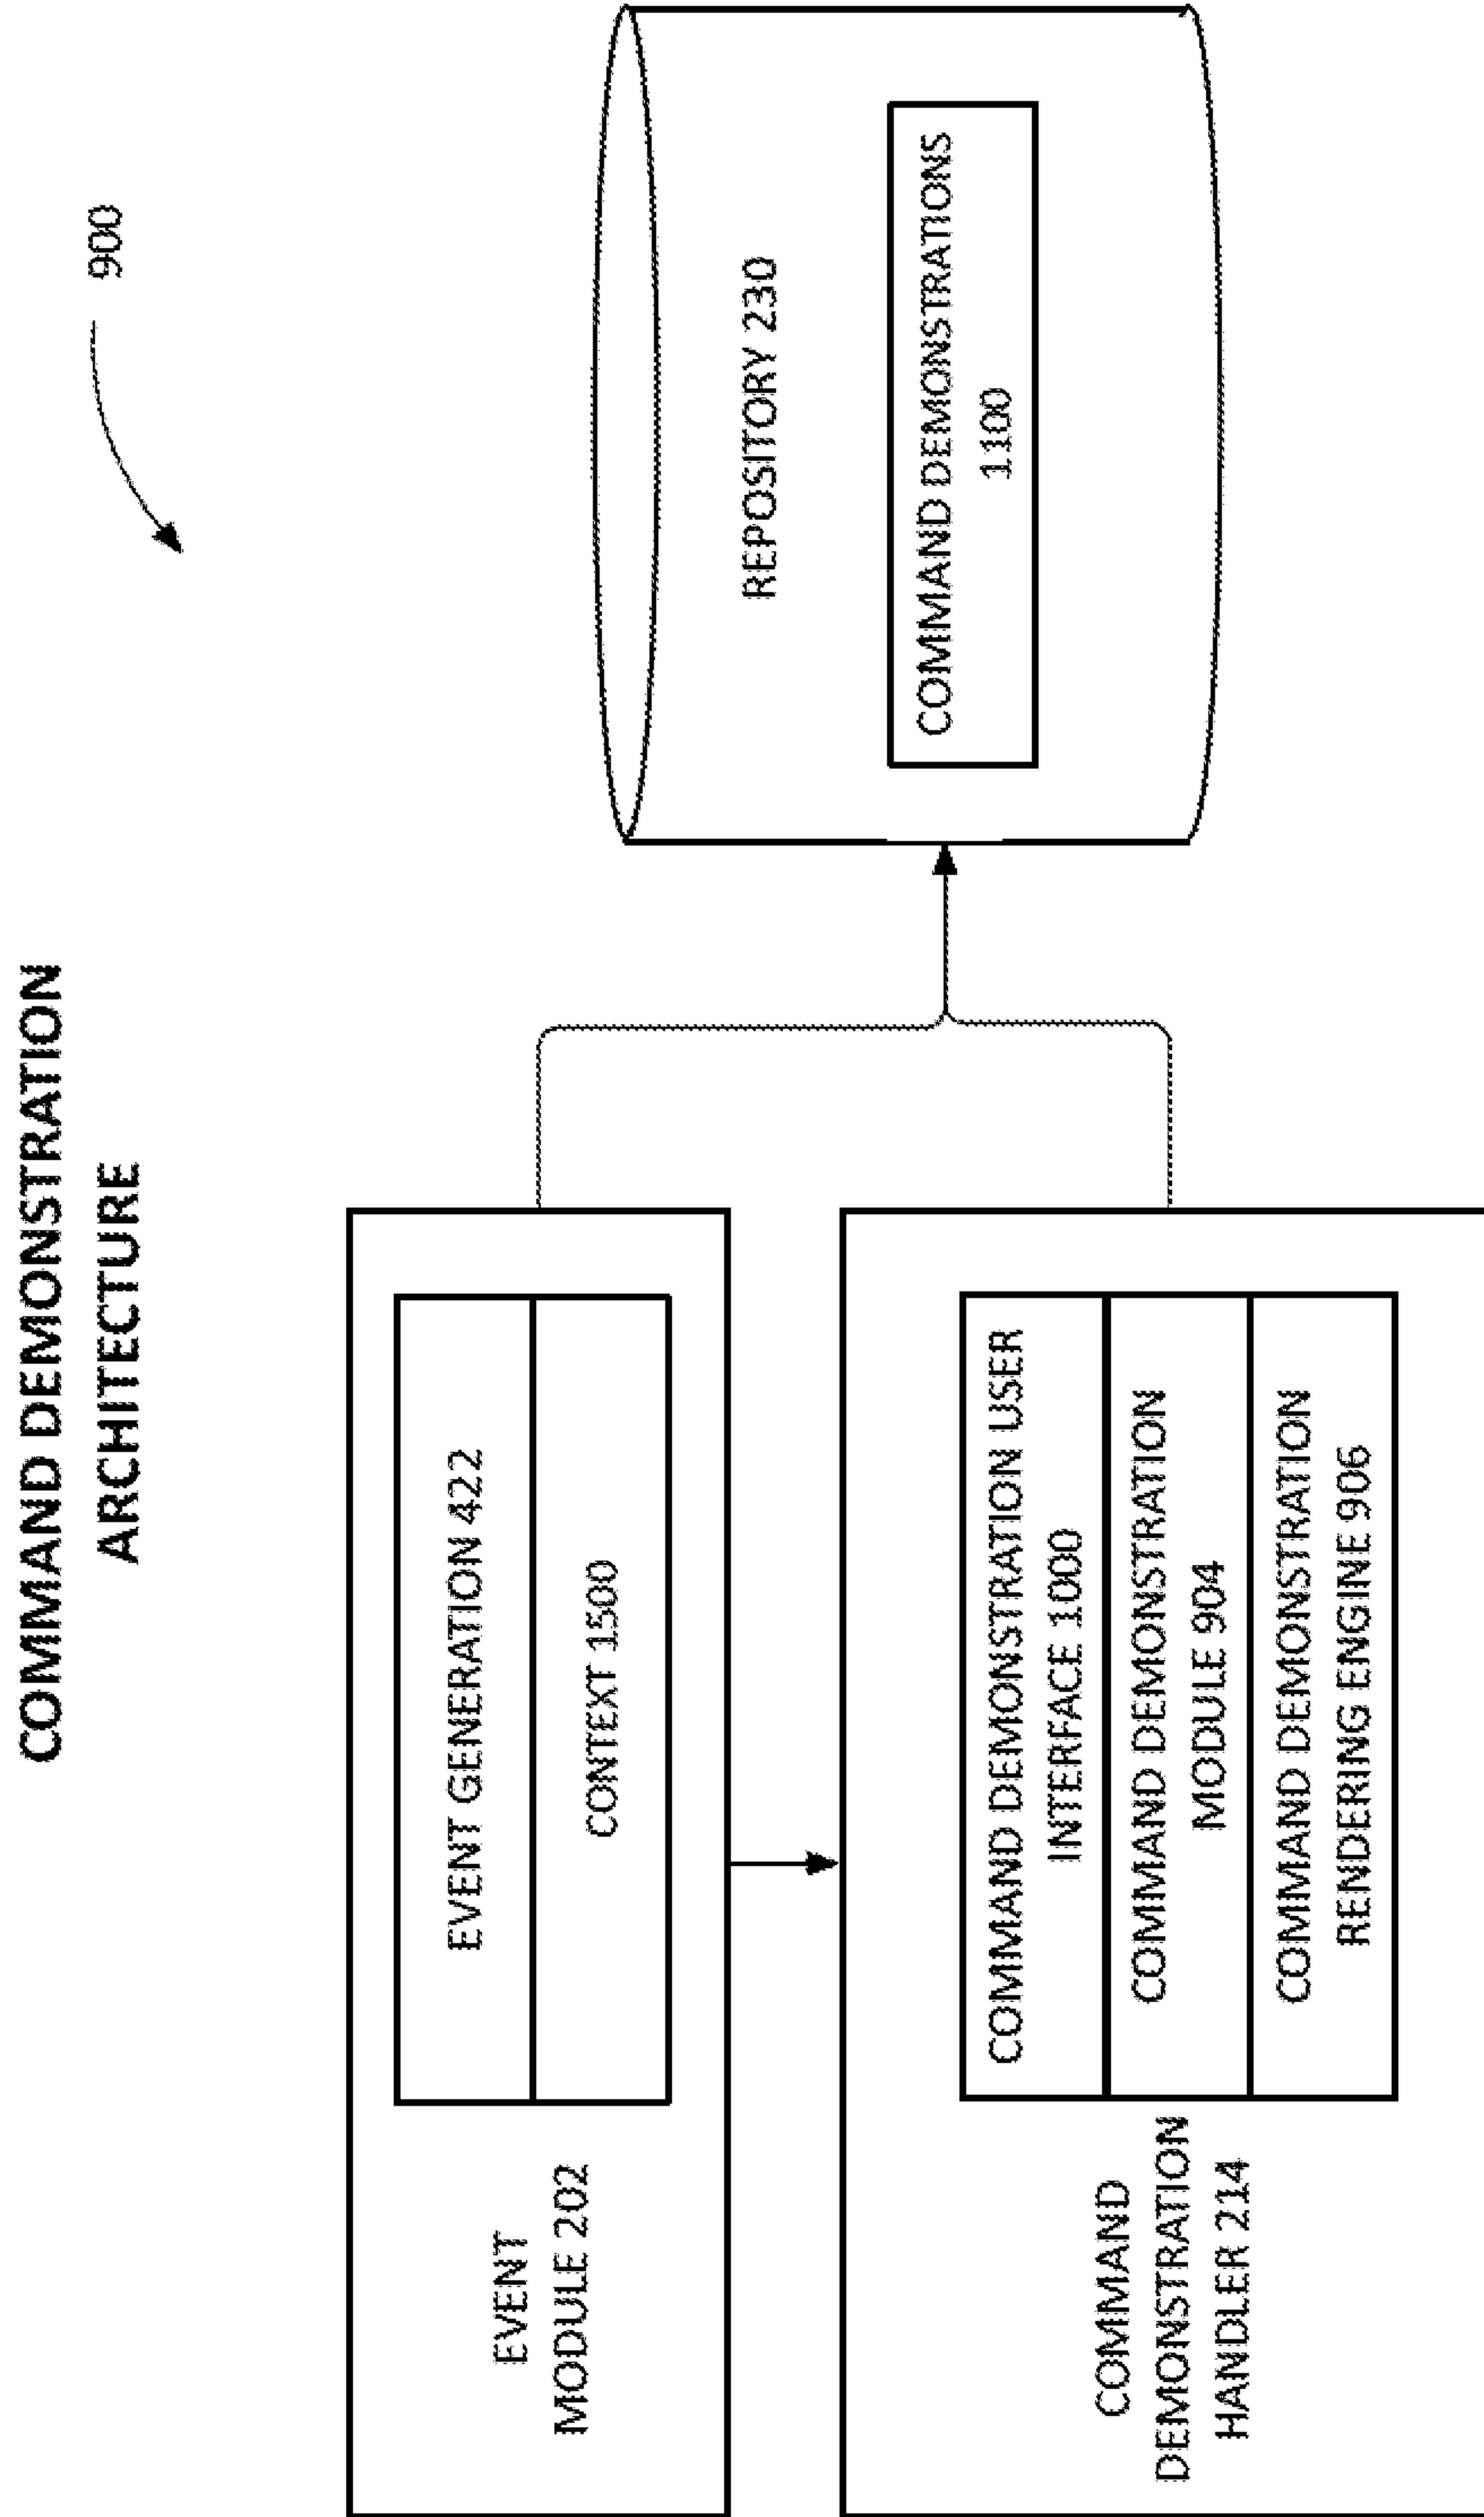 COMMAND DEMONSTRATION
ARCHITECTURE
900
EVENT
MODULE 202
EVENT GENERATION 422
CONTEXT 1500
COMMAND
DEMONSTRATION
HANDLER 214
COMMAND DEMONSTRATION USER
INTERFACE 1000
COMMAND DEMONSTRATION
MODULE 904
COMMAND DEMONSTRATION
RENDERING ENGINE 906
REPOSITORY 230
COMMAND DEMONSTRATIONS
1100